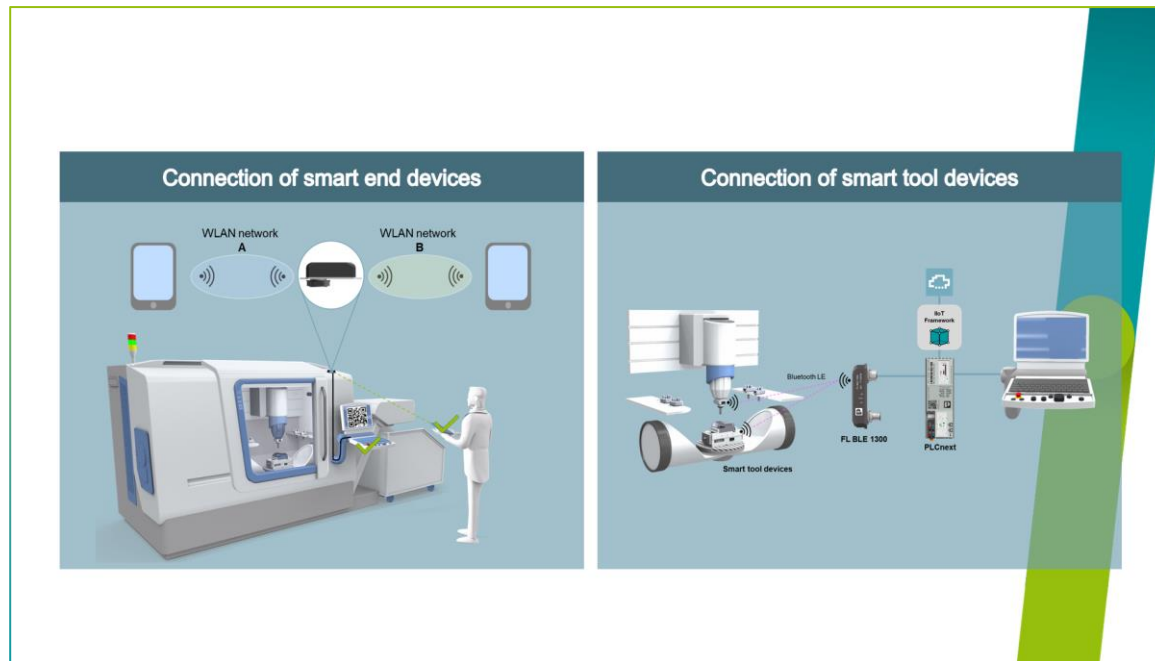 Connection of smart end devices
WLAN network
A
WLAN network
B
Connection of smart tool devices
IIoT
Framework
Bluetooth LE
FL BLE 1300
PLCnext
Smart tool devices